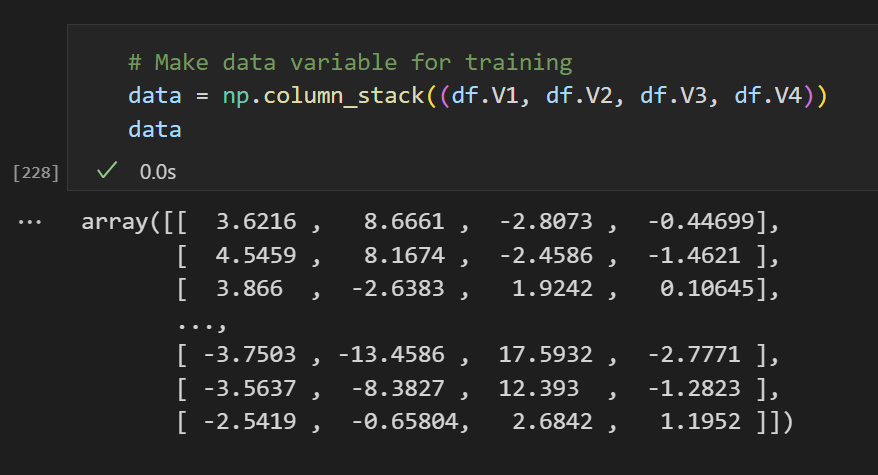 # Make data variable for training
data = np.column_stack((df.V1, df.V2, df.V3, df.V4))
data
[228] 0.0s
... array([[  3.6216 ,   8.6661 ,  -2.8073 ,  -0.44699],
       [  4.5459 ,   8.1674 ,  -2.4586 ,  -1.4621 ],
       [  3.866  ,  -2.6383 ,   1.9242 ,   0.10645],
       ...,
       [ -3.7503 , -13.4586 ,  17.5932 ,  -2.7771 ],
       [ -3.5637 ,  -8.3827 ,  12.393  ,  -1.2823 ],
       [ -2.5419 ,  -0.65804,   2.6842 ,   1.1952 ]])